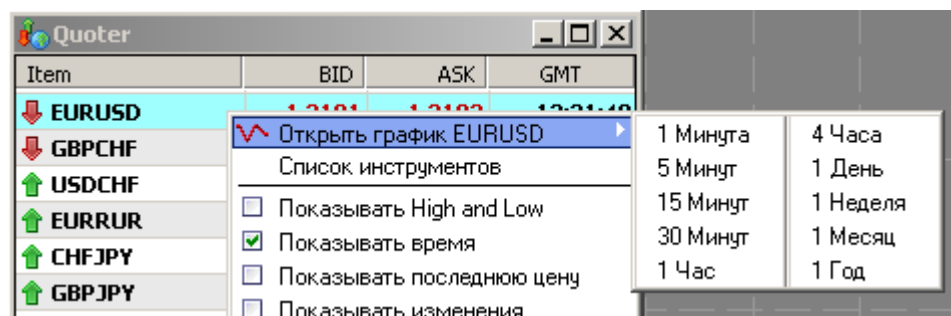 Quoter
Item BID ASK GMT
EURUSD
GBPCHF
USDCHF
EURRUR
CHFJPY
GBPJPY
Открыть график EURUSD
Список инструментов
Показывать High and Low
Показывать время
Показывать последнюю цену
Показывать изменения
1 Минута
5 Минут
15 Минут
30 Минут
1 Час
4 Часа
1 День
1 Неделя
1 Месяц
1 Год